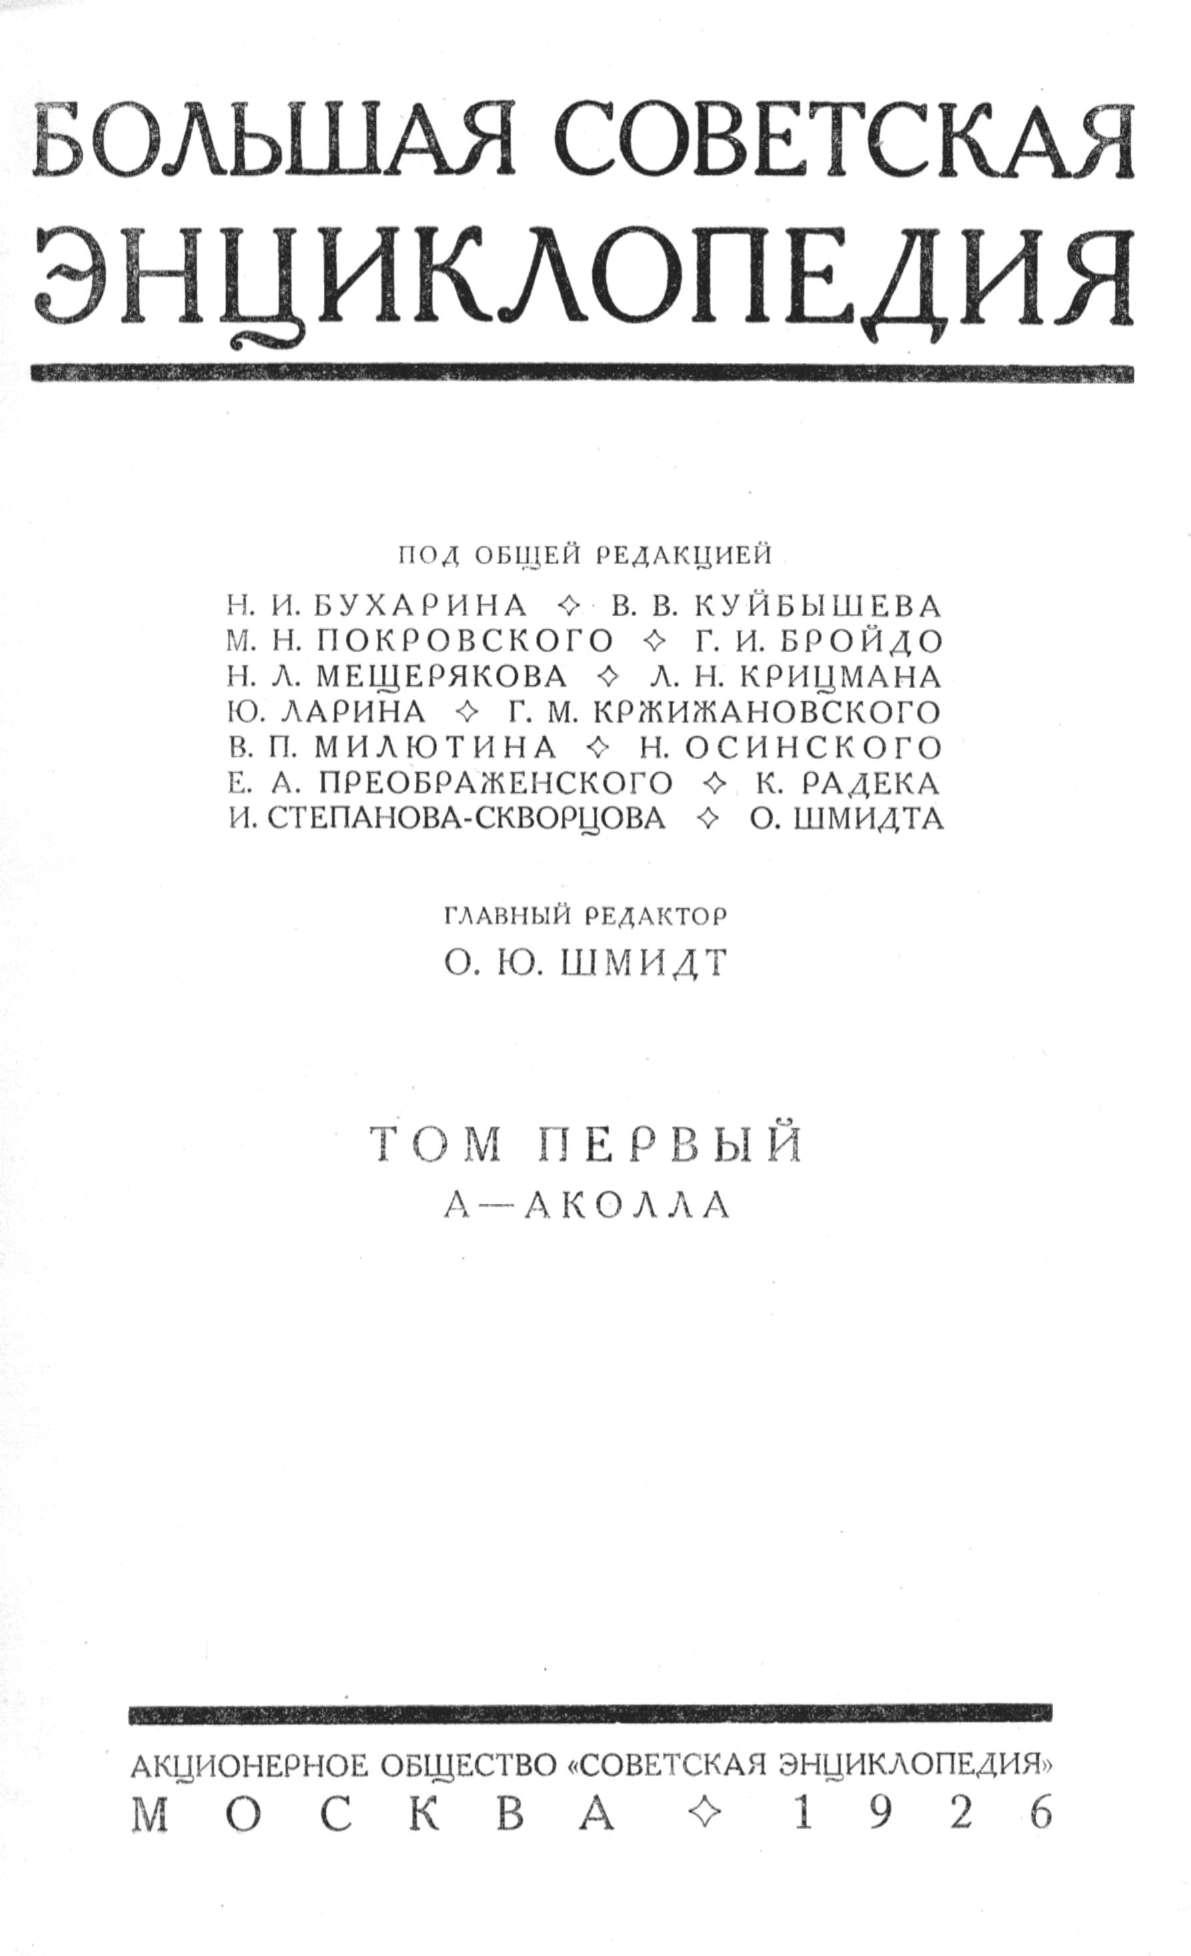 БОЛЬШАЯ СОВЕТСКАЯ
ЭНЦИКЛОПЕДИЯ
ПОД ОБЩЕЙ РЕДАКЦИЕЙ
Н. И. БУХАРИНА ✧ В. В. КУЙБЫШЕВА
М. Н. ПОКРОВСКОГО ✧ Г. И. БРОЙДО
Н. Л. МЕЩЕРЯКОВА ✧ Л. Н. КРИЦМАНА
Ю. ЛАРИНА ✧ Г. М. КРЖИЖАНОВСКОГО
В. П. МИЛЮТИНА ✧ Н. ОСИНСКОГО
Е. А. ПРЕОБРАЖЕНСКОГО ✧ К. РАДЕКА
И. СТЕПАНОВА-СКВОРЦОВА ✧ О. ШМИДТА
ГЛАВНЫЙ РЕДАКТОР
О. Ю. ШМИДТ
ТОМ ПЕРВЫЙ
А — АКОЛЛА
АКЦИОНЕРНОЕ ОБЩЕСТВО «СОВЕТСКАЯ ЭНЦИКЛОПЕДИЯ»
МОСКВА ✧ 1926